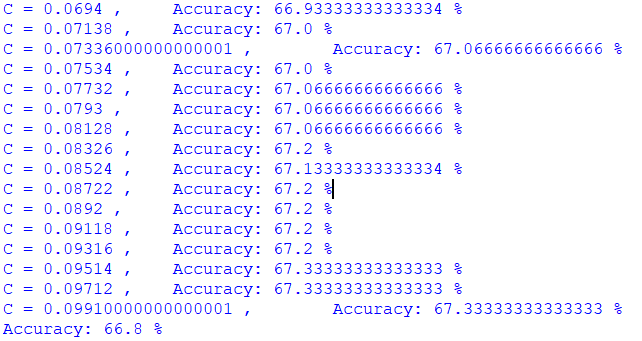 C = 0.0694 ,    Accuracy: 66.93333333333334 %
C = 0.07138 ,    Accuracy: 67.0 %
C = 0.07336000000000001 ,        Accuracy: 67.06666666666666 %
C = 0.07534 ,    Accuracy: 67.0 %
C = 0.07732 ,    Accuracy: 67.06666666666666 %
C = 0.0793 ,    Accuracy: 67.06666666666666 %
C = 0.08128 ,    Accuracy: 67.06666666666666 %
C = 0.08326 ,    Accuracy: 67.2 %
C = 0.08524 ,    Accuracy: 67.13333333333334 %
C = 0.08722 ,    Accuracy: 67.2 %
C = 0.0892 ,    Accuracy: 67.2 %
C = 0.09118 ,    Accuracy: 67.2 %
C = 0.09316 ,    Accuracy: 67.2 %
C = 0.09514 ,    Accuracy: 67.33333333333333 %
C = 0.09712 ,    Accuracy: 67.33333333333333 %
C = 0.09910000000000001 ,        Accuracy: 67.33333333333333 %
Accuracy: 66.8 %